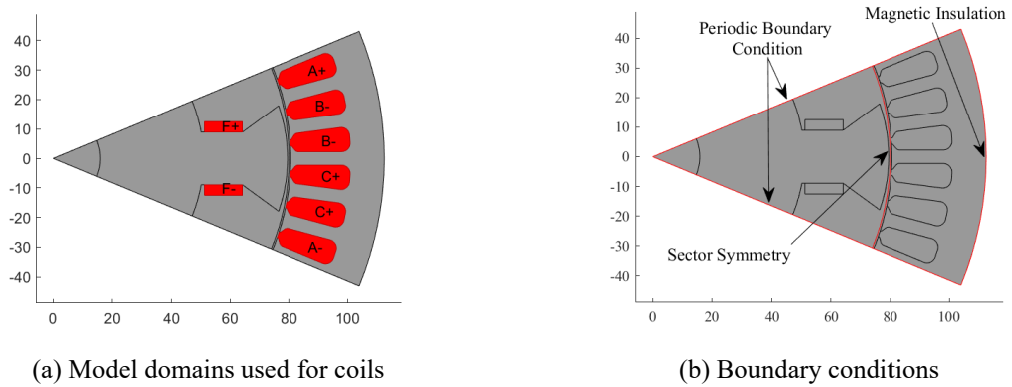 40
30
20
10
0
-10
-20
-30
-40
0 20 40 60 80 100
A+
B-
B-
C+
C+
A-
F+
F-
(a) Model domains used for coils
Magnetic Insulation
Periodic Boundary
Condition
Sector Symmetry
40
30
20
10
0
-10
-20
-30
-40
0 20 40 60 80 100
(b) Boundary conditions